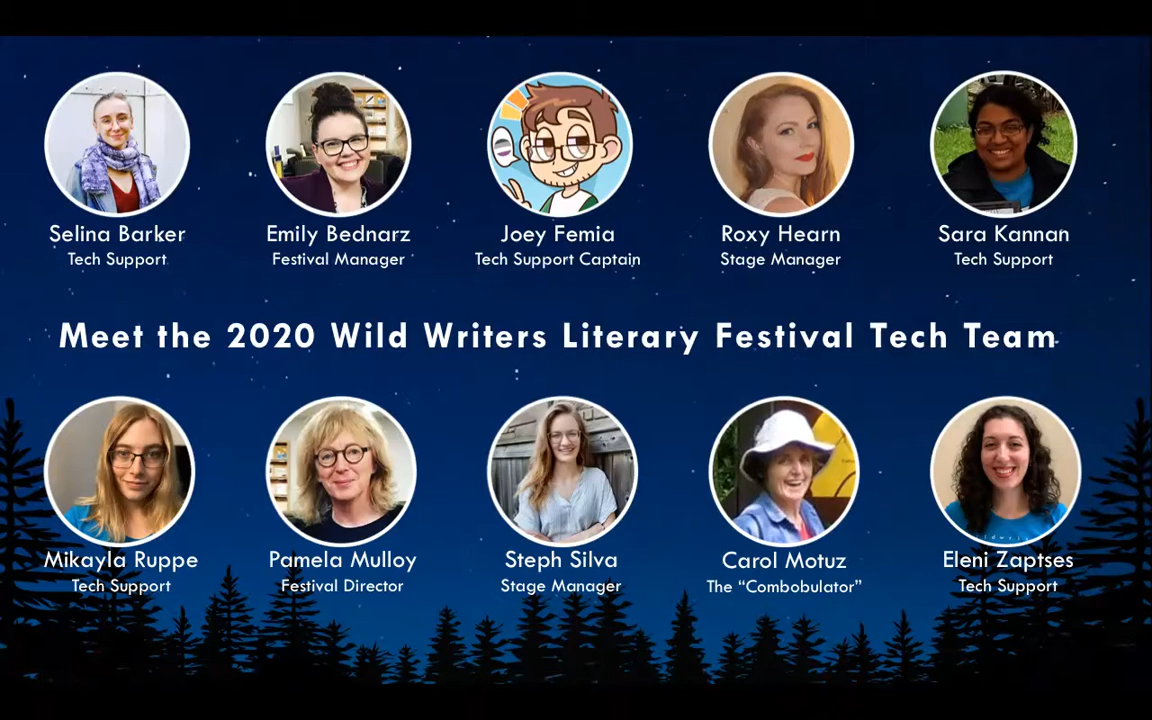 Selina Barker
Tech Support
Emily Bednarz
Festival Manager
Joey Femia
Tech Support Captain
Roxy Hearn
Stage Manager
Sara Kannan
Tech Support
Meet the 2020 Wild Writers Literary Festival Tech Team
Mikayla Ruppe
Tech Support
Pamela Mulloy
Festival Director
Steph Silva
Stage Manager
Carol Motuz
The “Combobulator”
Eleni Zaptses
Tech Support